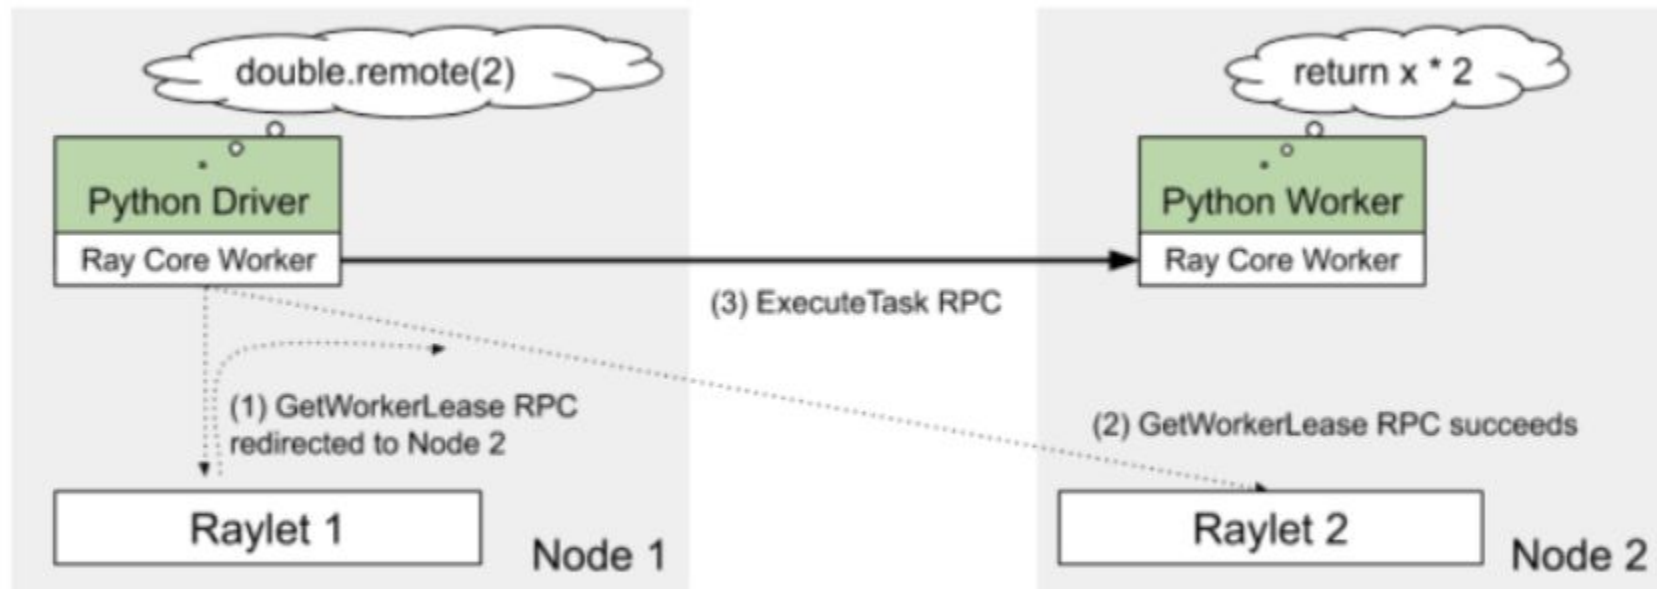 double.remote(2)
return x * 2
Python Driver
Python Worker
Ray Core Worker
Ray Core Worker
(3) ExecuteTask RPC
(1) GetWorkerLease RPC
redirected to Node 2
(2) GetWorkerLease RPC succeeds
Raylet 1
Node 1
Raylet 2
Node 2